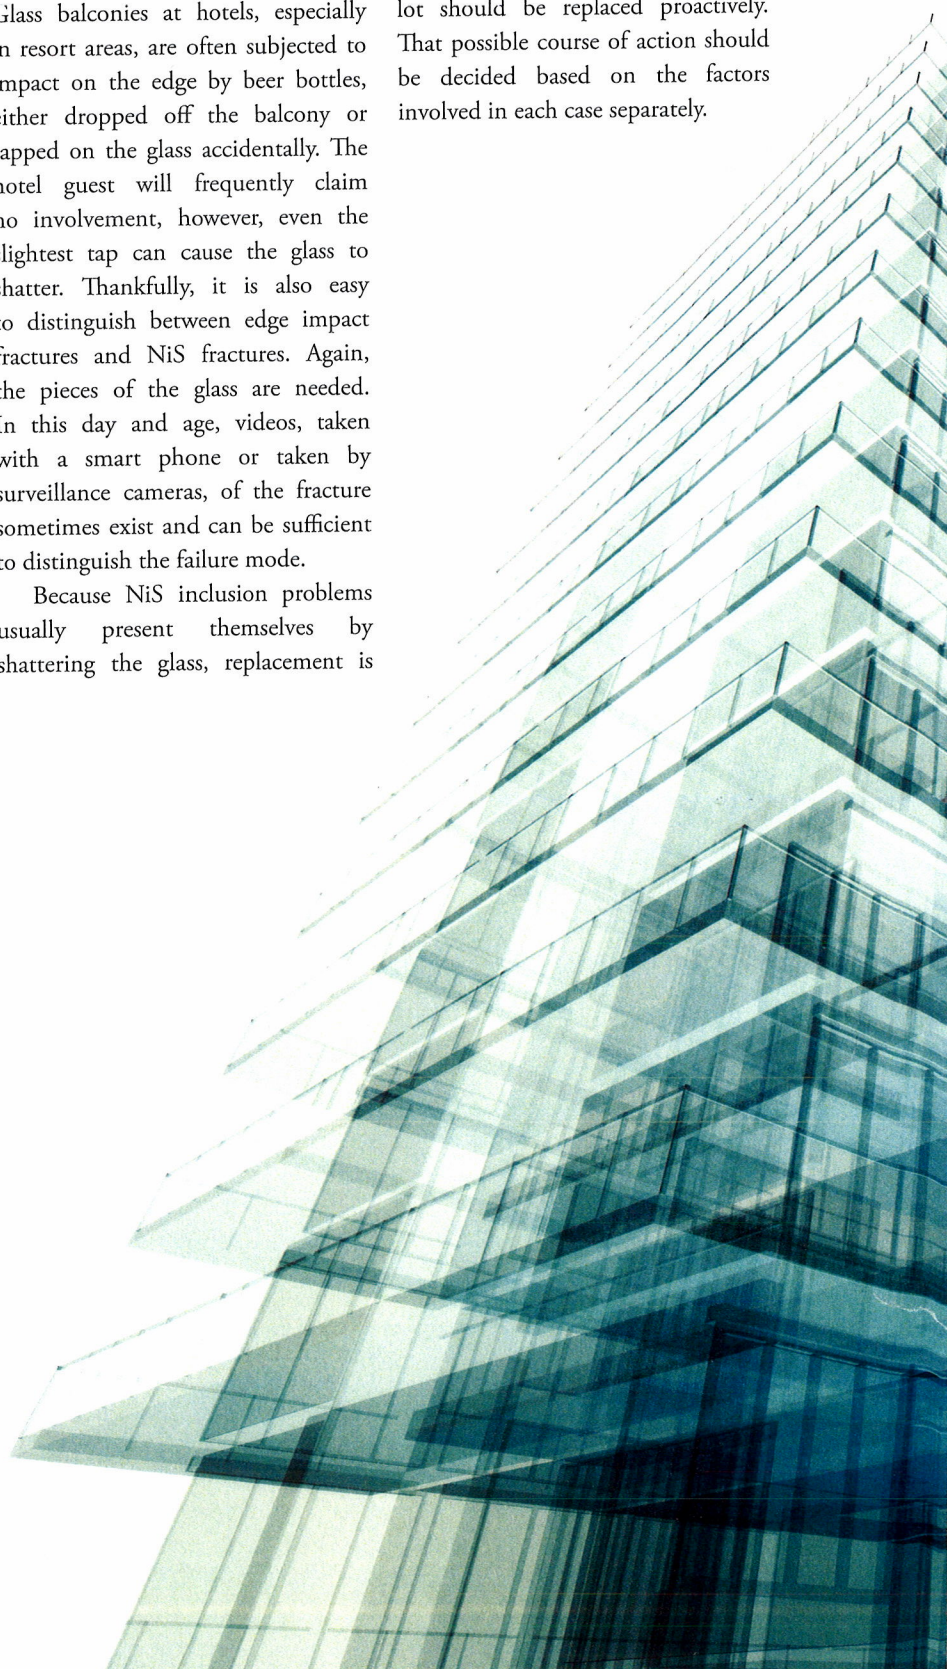 Glass balconies at hotels, especially
in resort areas, are often subjected to
impact on the edge by beer bottles,
either dropped off the balcony or
tapped on the glass accidentally. The
hotel guest will frequently claim
no involvement, however, even the
slightest tap can cause the glass to
shatter. Thankfully, it is also easy
to distinguish between edge impact
fractures and NiS fractures. Again,
the pieces of the glass are needed.
In this day and age, videos, taken
with a smart phone or taken by
surveillance cameras, of the fracture
sometimes exist and can be sufficient
to distinguish the failure mode.
Because NiS inclusion problems
usually present themselves by
shattering the glass, replacement is
lot should be replaced proactively.
That possible course of action should
be decided based on the factors
involved in each case separately.